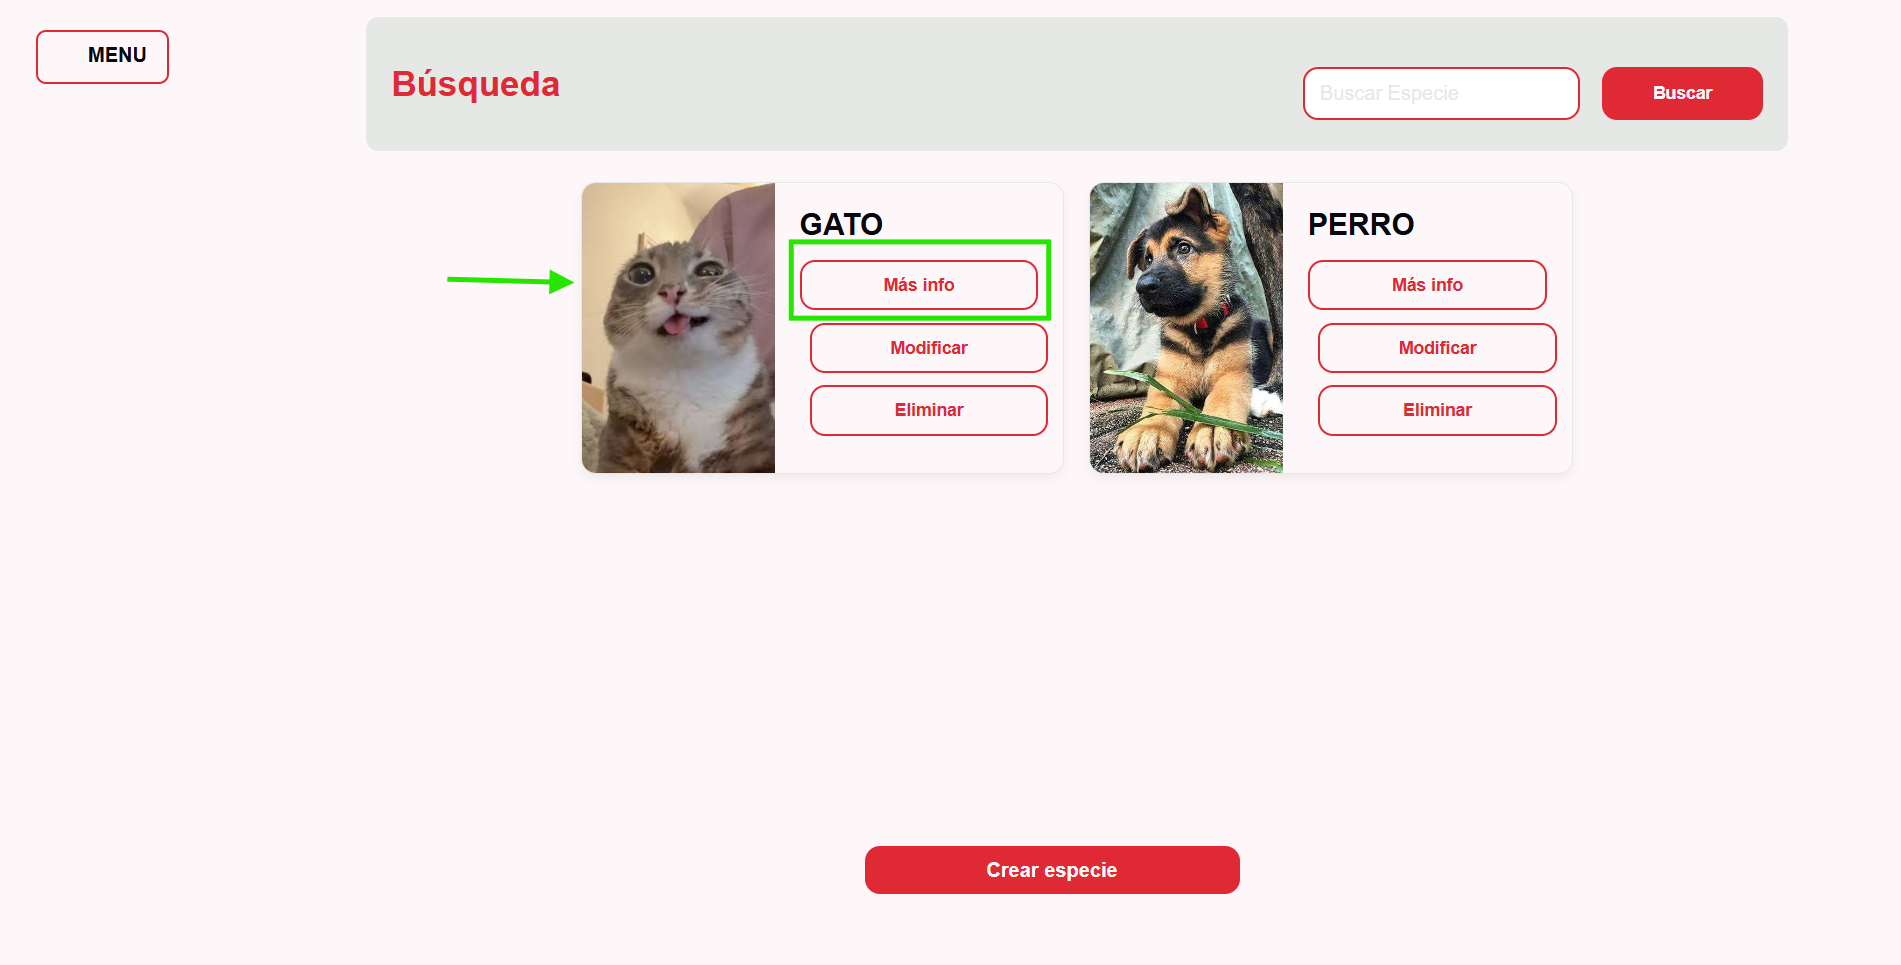 MENU
Búsqueda
Buscar Especie
Buscar
GATO
Más info
Modificar
Eliminar
PERRO
Más info
Modificar
Eliminar
Crear especie